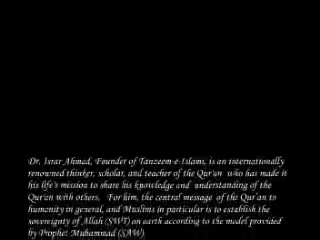 Dr. Israr Ahmad, Founder of Tanzeem-e-Islami, is an internationally
renowned thinker, scholar, and teacher of the Qur'an who has made it
his life's mission to share his knowledge and understanding of the
Qur'an with others. For him, the central message of the Qur'an to
humanity in general, and Muslims in particular is to establish the
sovereignty of Allah (SWT) on earth according to the model provided
by Prophet Muhammad (SAW)